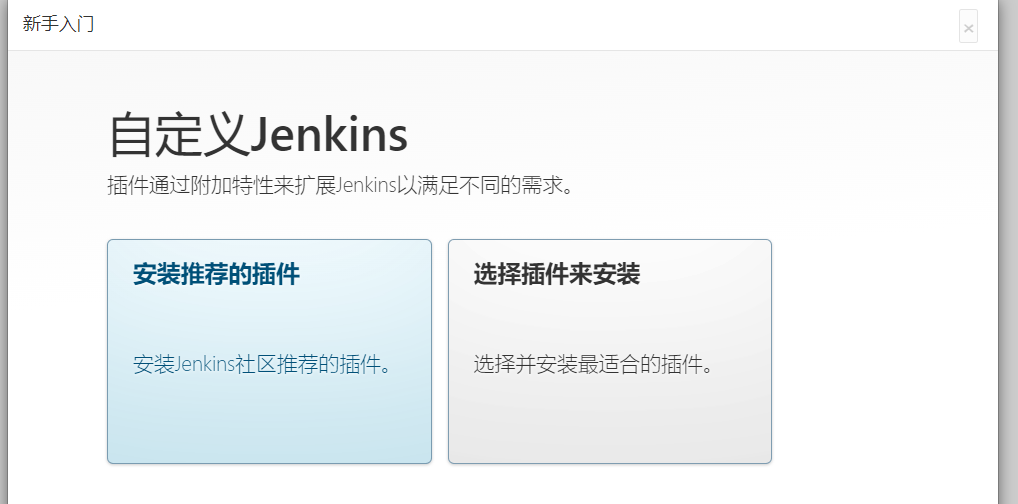 新手入门
×
自定义Jenkins
插件通过附加特性来扩展Jenkins以满足不同的需求。
安装推荐的插件
安装Jenkins社区推荐的插件。
选择插件来安装
选择并安装最适合的插件。